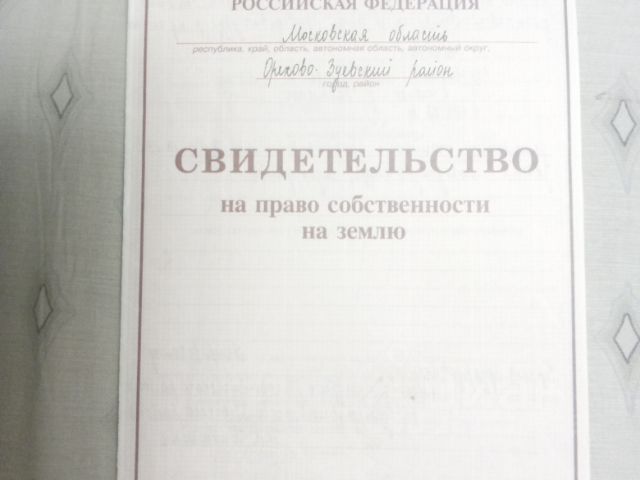 РОССИЙСКАЯ ФЕДЕРАЦИЯ
Московская область
республика, край, область, автономная область, автономный округ,
Орехово-Зуевский район
город, район
СВИДЕТЕЛЬСТВО
на право собственности
на землю